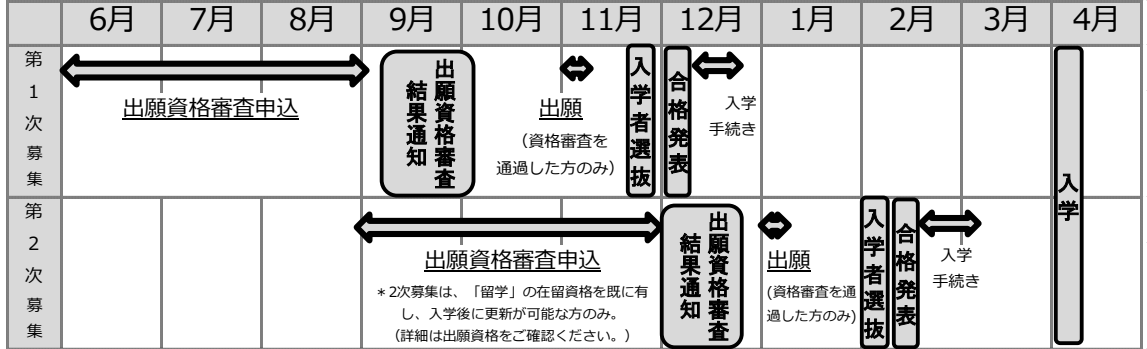 6月 7月 8月 9月 10月 11月 12月 1月 2月 3月 4月
第1次募集
出願資格審査申込
出願資格審査
結果通知
出願
（資格審査を
通過した方のみ）
入学者選抜
合格発表
入学
手続き
入学
第2次募集
出願資格審査申込
＊2次募集は、「留学」の在留資格を既に有
し、入学後に更新が可能な方のみ。
（詳細は出願資格をご確認ください。）
出願資格審査
結果通知
出願
(資格審査を通
過した方のみ)
入学者選抜
合格発表
入学
手続き